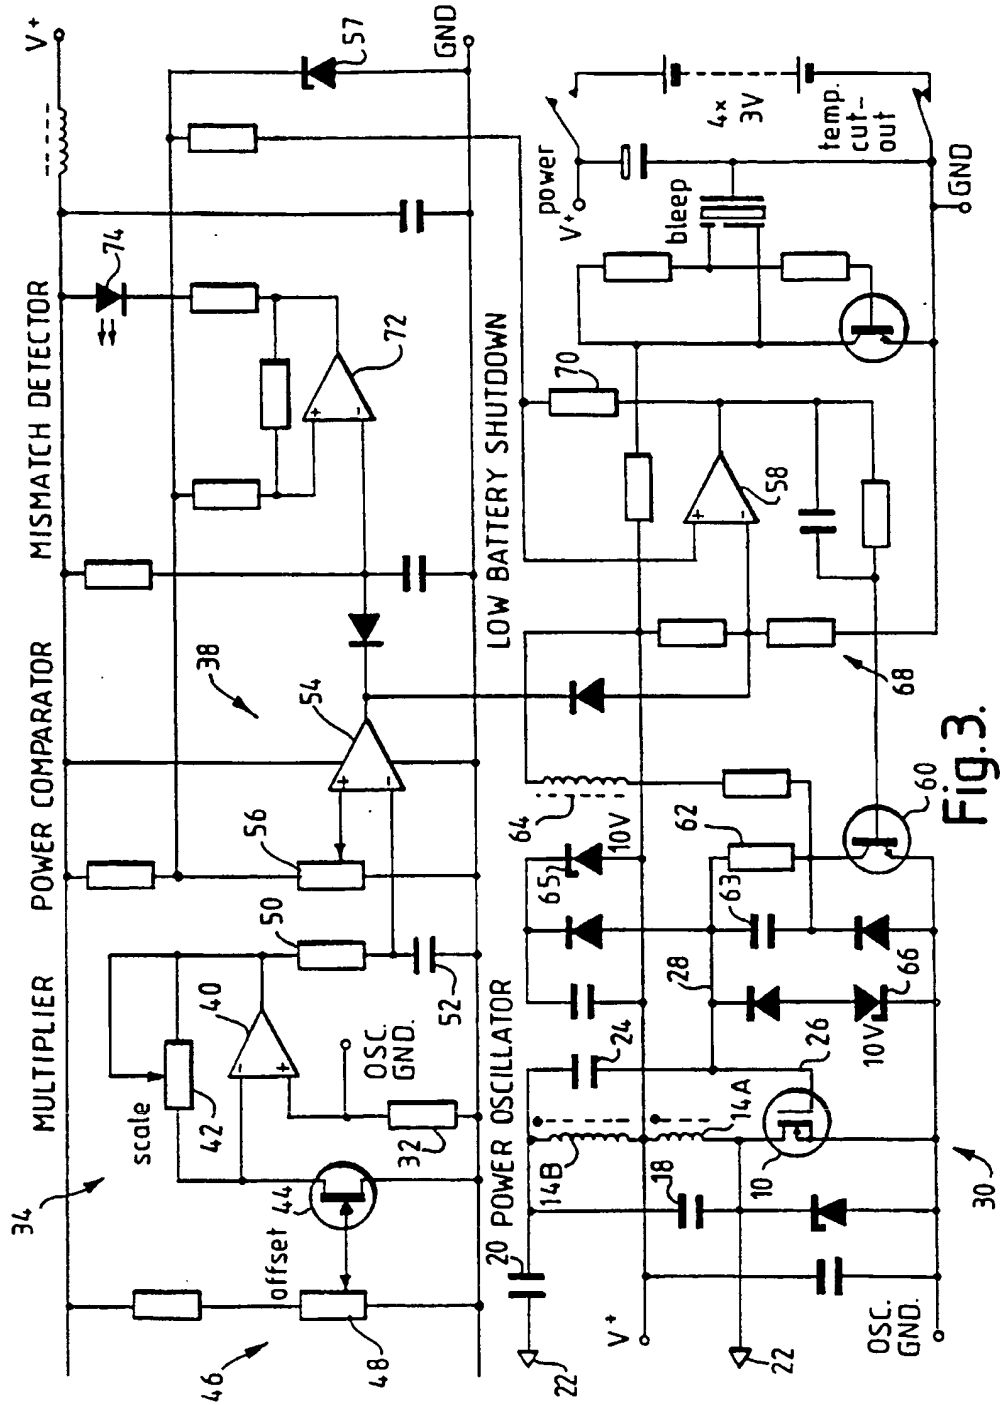 MULTIPLIER
POWER COMPARATOR
MISMATCH DETECTOR
V+
34
scale
42
40
50
56
38
54
72
74
57
GND
46
offset
48
44
32
OSC.
GND.
52
20
POWER OSCILLATOR
LOW BATTERY SHUTDOWN
22
14B
18
14A
24
28
26
10
65
10V
64
62
63
66
10V
60
68
58
70
bleep
power
V+
4x
3V
temp.
cut-
out
GND
V+
22
OSC.
GND.
30
Fig.3.